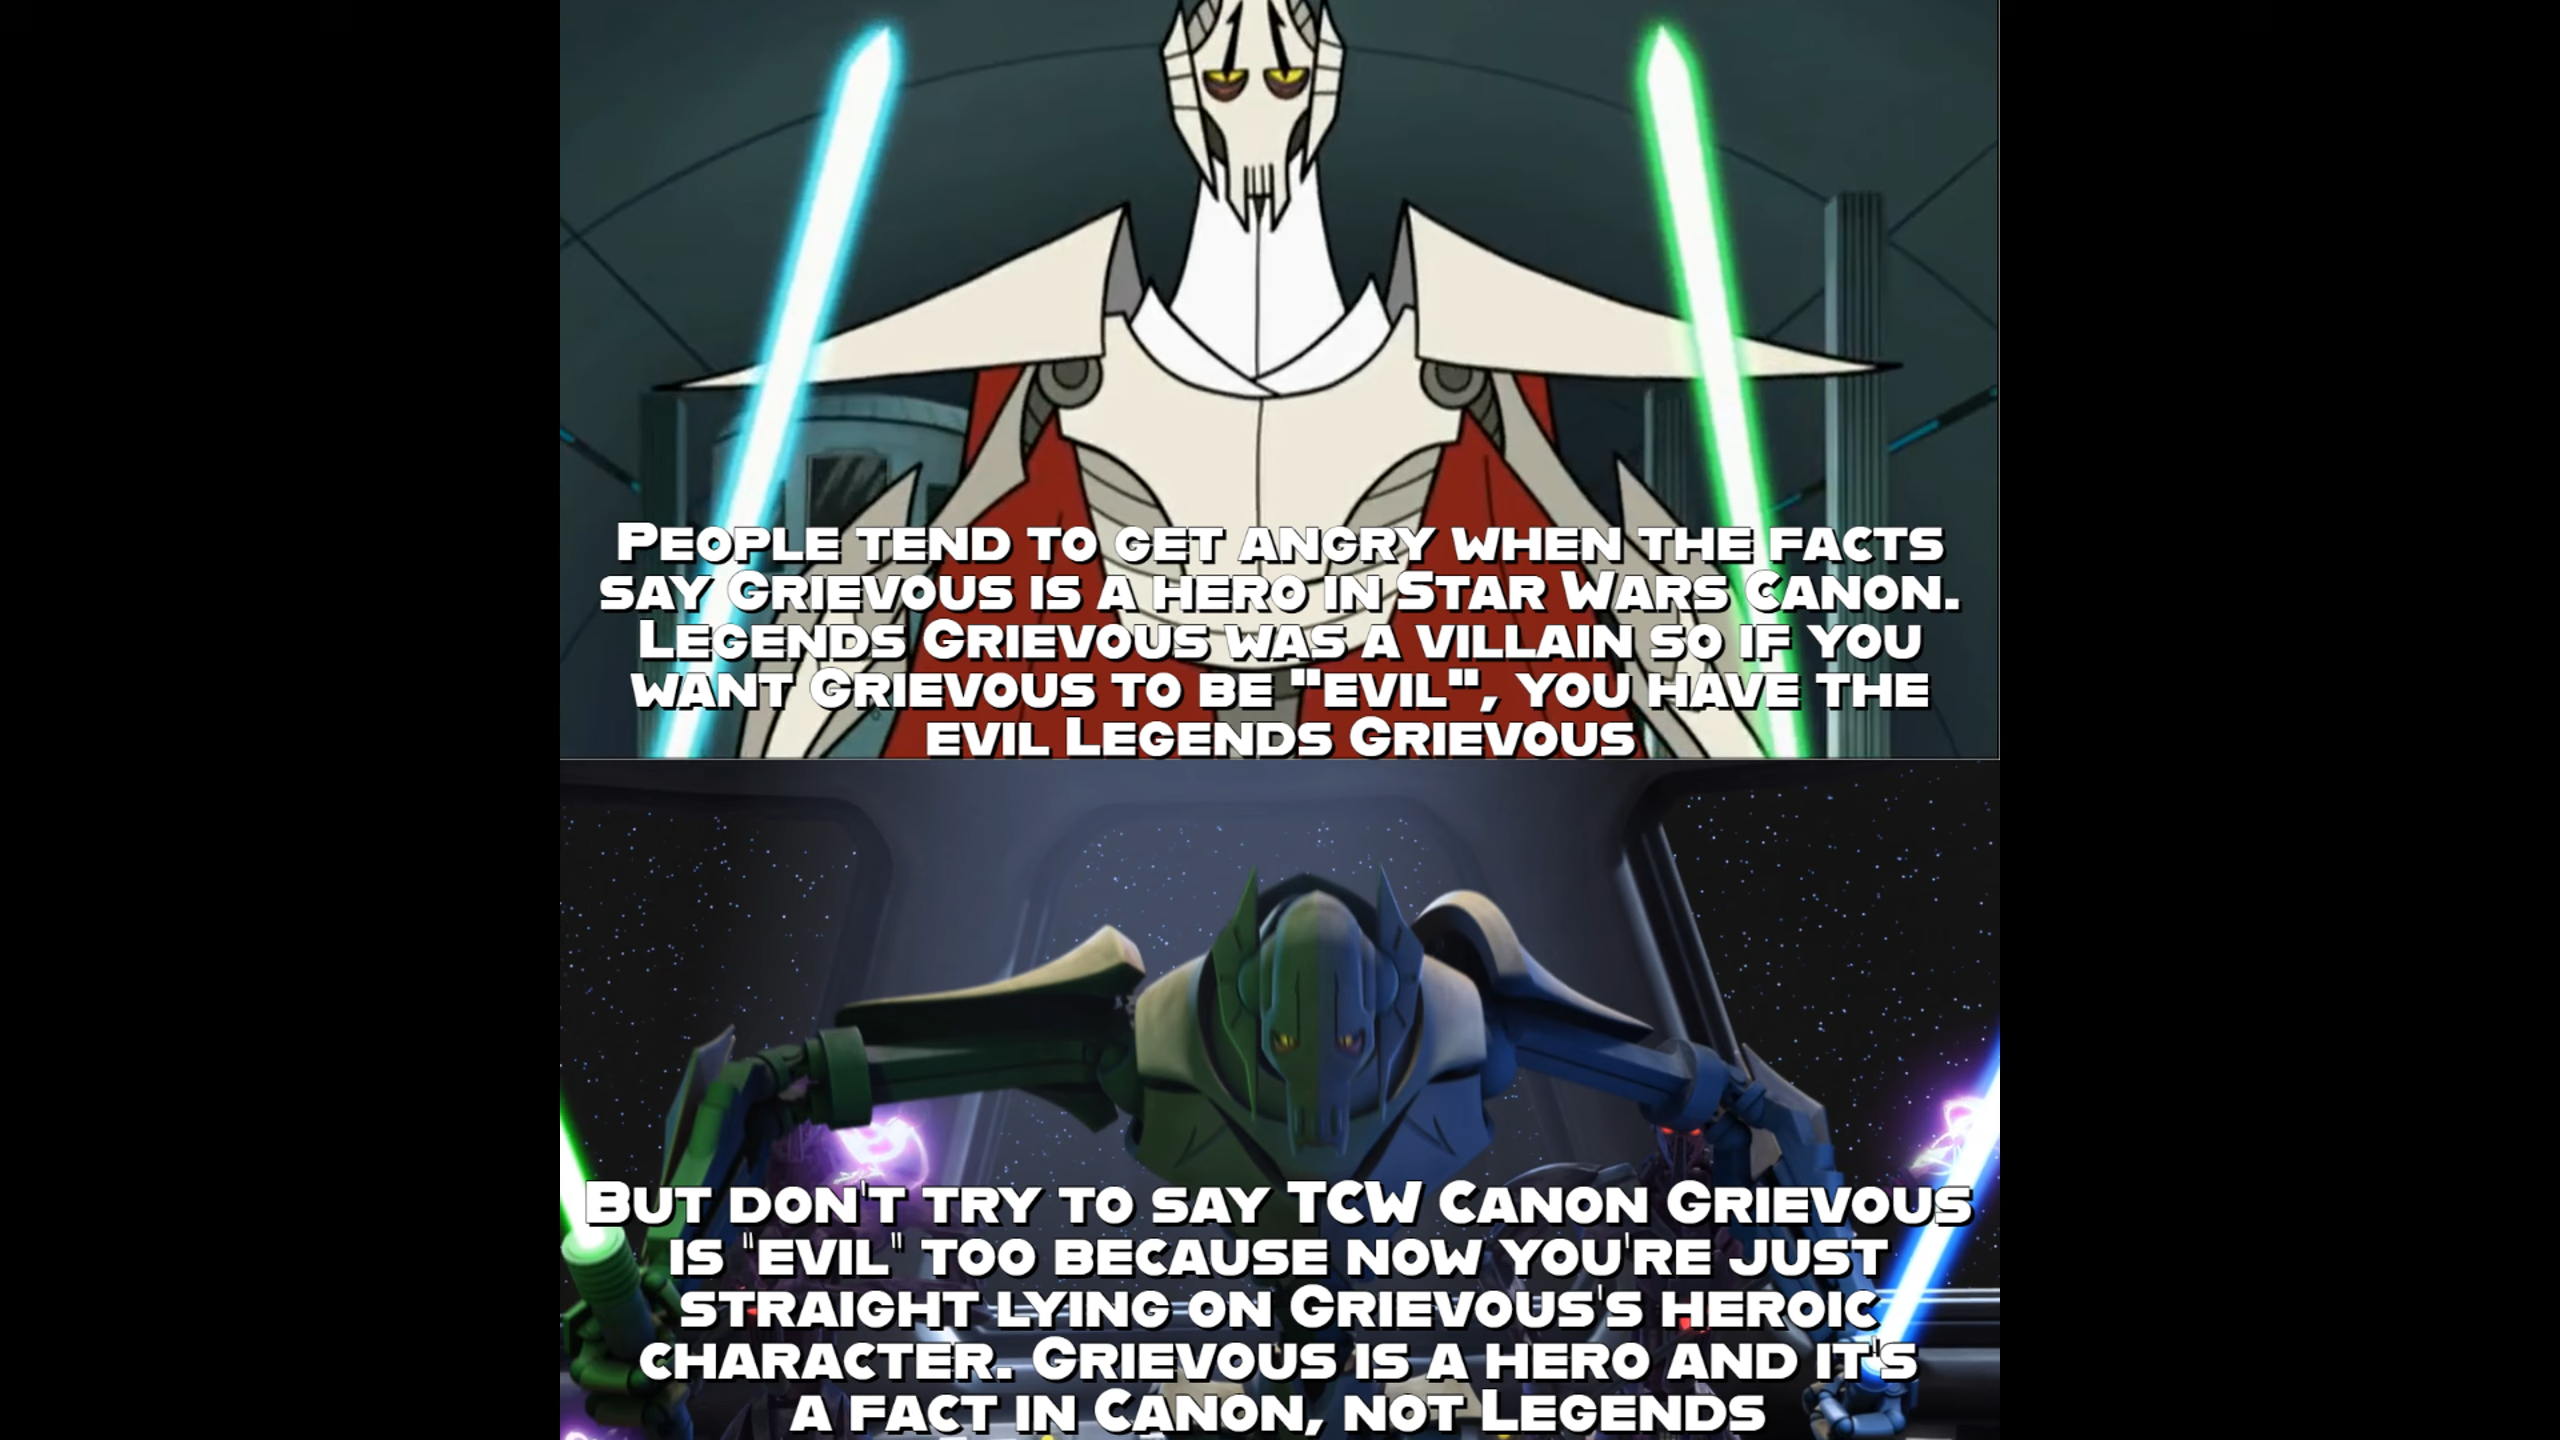 People tend to get angry when the facts
say Grievous is a hero in Star Wars Canon.
Legends Grievous was a villain so if you
want Grievous to be "evil", you have the
evil Legends Grievous
But don't try to say TCW Canon Grievous
is "evil" too because now you're just
straight lying on Grievous's heroic
character. Grievous is a hero and it's
a fact in Canon, not Legends